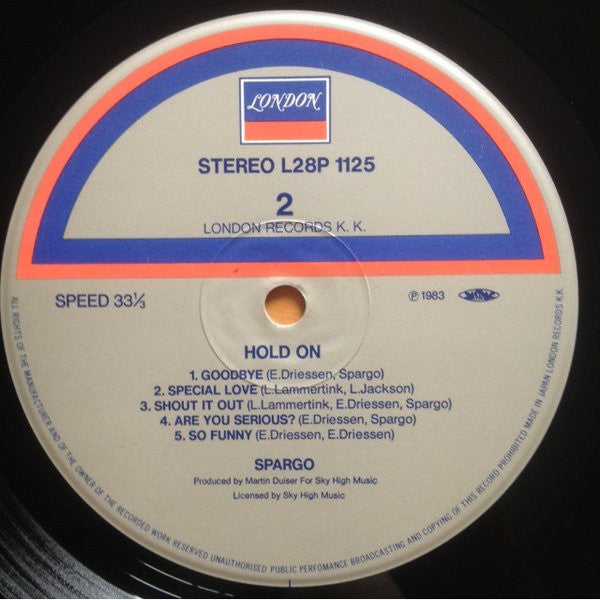 LONDON
STEREO L28P 1125
2
LONDON RECORDS K. K.
SPEED 33⅓
Ⓟ 1983
HOLD ON
1. GOODBYE (E.Driessen, Spargo)
2. SPECIAL LOVE (L.Lammertink, L.Jackson)
3. SHOUT IT OUT (L.Lammertink, E.Driessen, Spargo)
4. ARE YOU SERIOUS? (E.Driessen, Spargo)
5. SO FUNNY (E.Driessen, E.Driessen)
SPARGO
Produced by Martin Duiser For Sky High Music
Licensed by Sky High Music
ALL RIGHTS OF THE MANUFACTURER AND OF THE OWNER OF THE RECORDED WORK RESERVED UNAUTHORISED PUBLIC PERFOMANCE BROADCASTING AND COPYING OF THIS RECORD PROHIBITED MADE IN JAPAN LONDON RECORDS K.K.